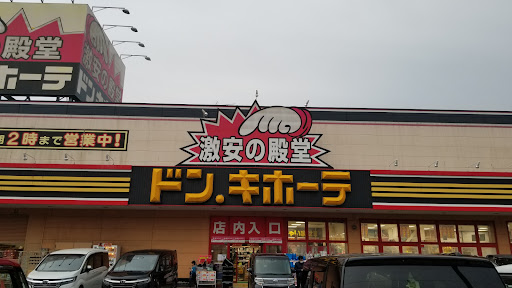 殿堂
ホーテ
2時まで営業中!
激安の殿堂
ドン.キホーテ
店内入口